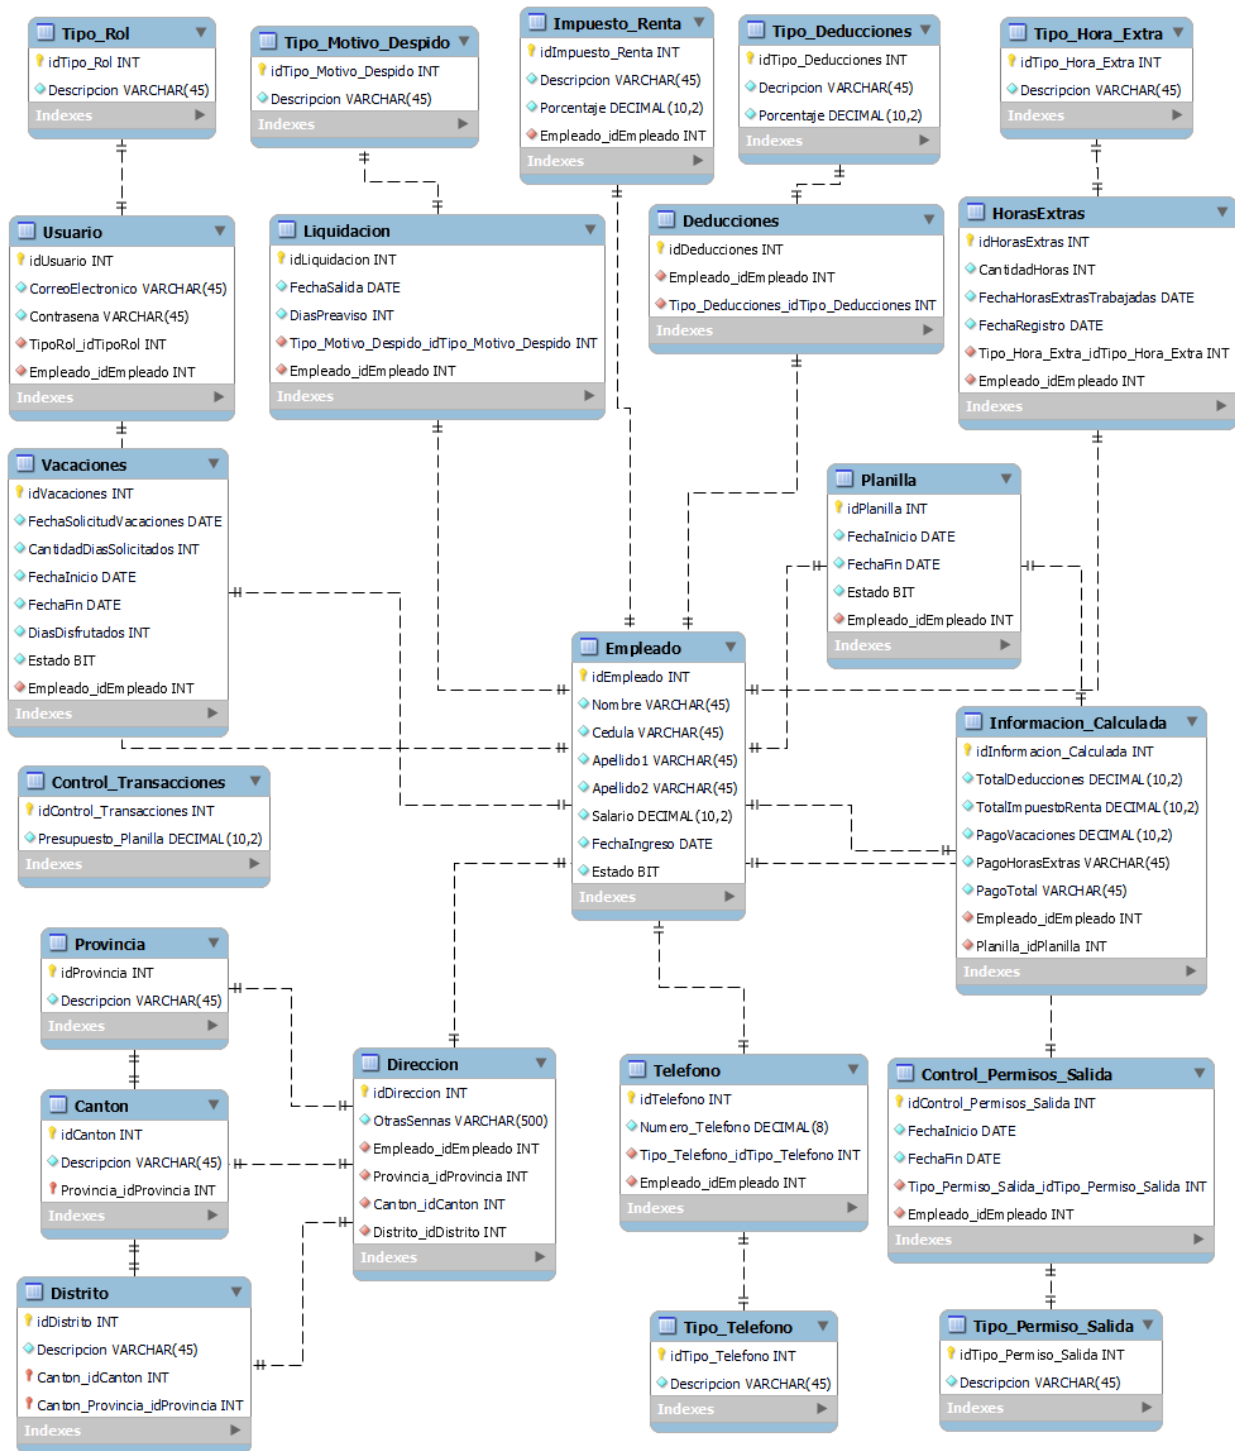 Tipo_Rol
idTipo_Rol INT
Descripcion VARCHAR(45)
Indexes
Tipo_Motivo_Despido
idTipo_Motivo_Despido INT
Descripcion VARCHAR(45)
Indexes
Impuesto_Renta
idImpuesto_Renta INT
Descripcion VARCHAR(45)
Porcentaje DECIMAL(10,2)
Empleado_idEmpleado INT
Indexes
Tipo_Deducciones
idTipo_Deducciones INT
Decripcion VARCHAR(45)
Porcentaje DECIMAL(10,2)
Indexes
Tipo_Hora_Extra
idTipo_Hora_Extra INT
Descripcion VARCHAR(45)
Indexes
Usuario
idUsuario INT
CorreoElectronico VARCHAR(45)
Contrasena VARCHAR(45)
TipoRol_idTipoRol INT
Empleado_idEmpleado INT
Indexes
Liquidacion
idLiquidacion INT
FechaSalida DATE
DiasPreaviso INT
Tipo_Motivo_Despido_idTipo_Motivo_Despido INT
Empleado_idEmpleado INT
Indexes
Deducciones
idDeducciones INT
Empleado_idEmpleado INT
Tipo_Deducciones_idTipo_Deducciones INT
Indexes
HorasExtras
idHorasExtras INT
CantidadHoras INT
FechaHorasExtrasTrabajadas DATE
FechaRegistro DATE
Tipo_Hora_Extra_idTipo_Hora_Extra INT
Empleado_idEmpleado INT
Indexes
Vacaciones
idVacaciones INT
FechaSolicitudVacaciones DATE
CantidadDiasSolicitados INT
FechaInicio DATE
FechaFin DATE
DiasDisfrutados INT
Estado BIT
Empleado_idEmpleado INT
Indexes
Planilla
idPlanilla INT
FechaInicio DATE
FechaFin DATE
Estado BIT
Empleado_idEmpleado INT
Indexes
Empleado
idEmpleado INT
Nombre VARCHAR(45)
Cedula VARCHAR(45)
Apellido1 VARCHAR(45)
Apellido2 VARCHAR(45)
Salario DECIMAL(10,2)
FechaIngreso DATE
Estado BIT
Indexes
Informacion_Calculada
idInformacion_Calculada INT
TotalDeducciones DECIMAL(10,2)
TotalImpuestoRenta DECIMAL(10,2)
PagoVacaciones DECIMAL(10,2)
PagoHorasExtras VARCHAR(45)
PagoTotal VARCHAR(45)
Empleado_idEmpleado INT
Planilla_idPlanilla INT
Indexes
Control_Transacciones
idControl_Transacciones INT
Presupuesto_Planilla DECIMAL(10,2)
Indexes
Provincia
idProvincia INT
Descripcion VARCHAR(45)
Indexes
Canton
idCanton INT
Descripcion VARCHAR(45)
Provincia_idProvincia INT
Indexes
Distrito
idDistrito INT
Descripcion VARCHAR(45)
Canton_idCanton INT
Canton_Provincia_idProvincia INT
Indexes
Direccion
idDireccion INT
OtrasSennas VARCHAR(500)
Empleado_idEmpleado INT
Provincia_idProvincia INT
Canton_idCanton INT
Distrito_idDistrito INT
Indexes
Telefono
idTelefono INT
Numero_Telefono DECIMAL(8)
Tipo_Telefono_idTipo_Telefono INT
Empleado_idEmpleado INT
Indexes
Control_Permisos_Salida
idControl_Permisos_Salida INT
FechaInicio DATE
FechaFin DATE
Tipo_Permiso_Salida_idTipo_Permiso_Salida INT
Empleado_idEmpleado INT
Indexes
Tipo_Telefono
idTipo_Telefono INT
Descripcion VARCHAR(45)
Indexes
Tipo_Permiso_Salida
idTipo_Permiso_Salida INT
Descripcion VARCHAR(45)
Indexes